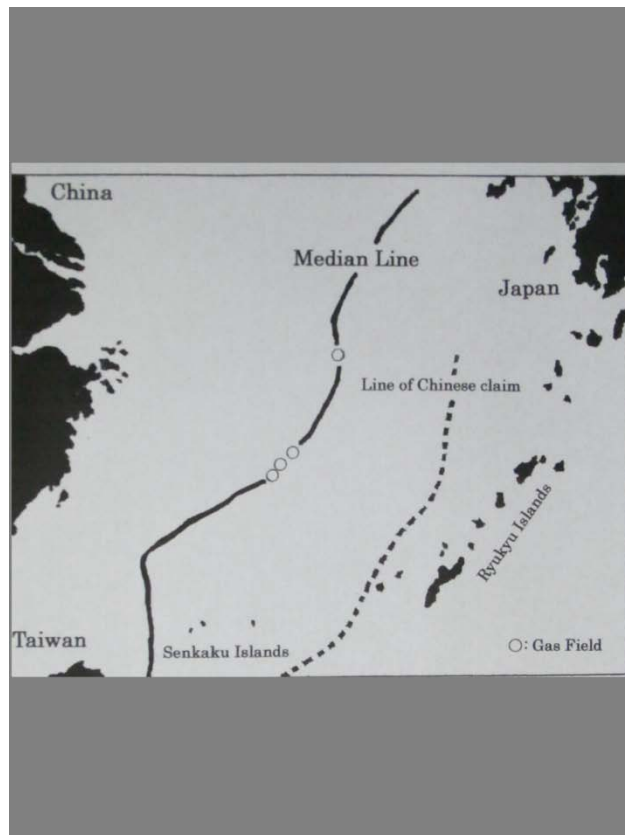 China
Median Line
Japan
Line of Chinese claim
Ryukyu Islands
Taiwan
Senkaku Islands
○: Gas Field